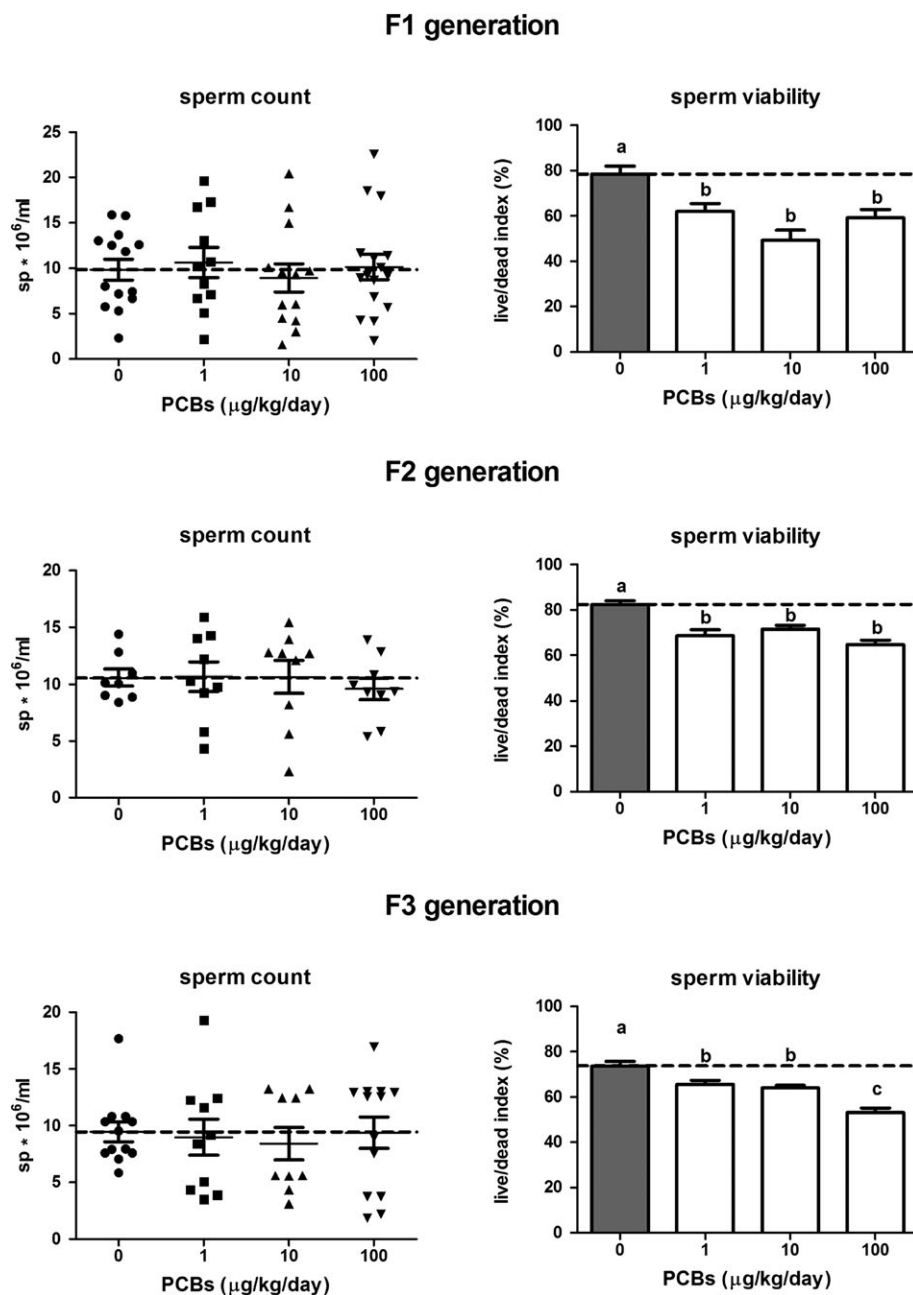 F1 generation
sperm count
25
20
15
10
5
0
sp * 10⁶/ml
0 1 10 100
PCBs (µg/kg/day)
sperm viability
100
80
60
40
20
0
live/dead index (%)
a
b
b
b
0 1 10 100
PCBs (µg/kg/day)
F2 generation
sperm count
20
15
10
5
0
sp * 10⁶/ml
0 1 10 100
PCBs (µg/kg/day)
sperm viability
100
80
60
40
20
0
live/dead index (%)
a
b
b
b
0 1 10 100
PCBs (µg/kg/day)
F3 generation
sperm count
20
15
10
5
0
sp * 10⁶/ml
0 1 10 100
PCBs (µg/kg/day)
sperm viability
100
80
60
40
20
0
live/dead index (%)
a
b
b
c
0 1 10 100
PCBs (µg/kg/day)